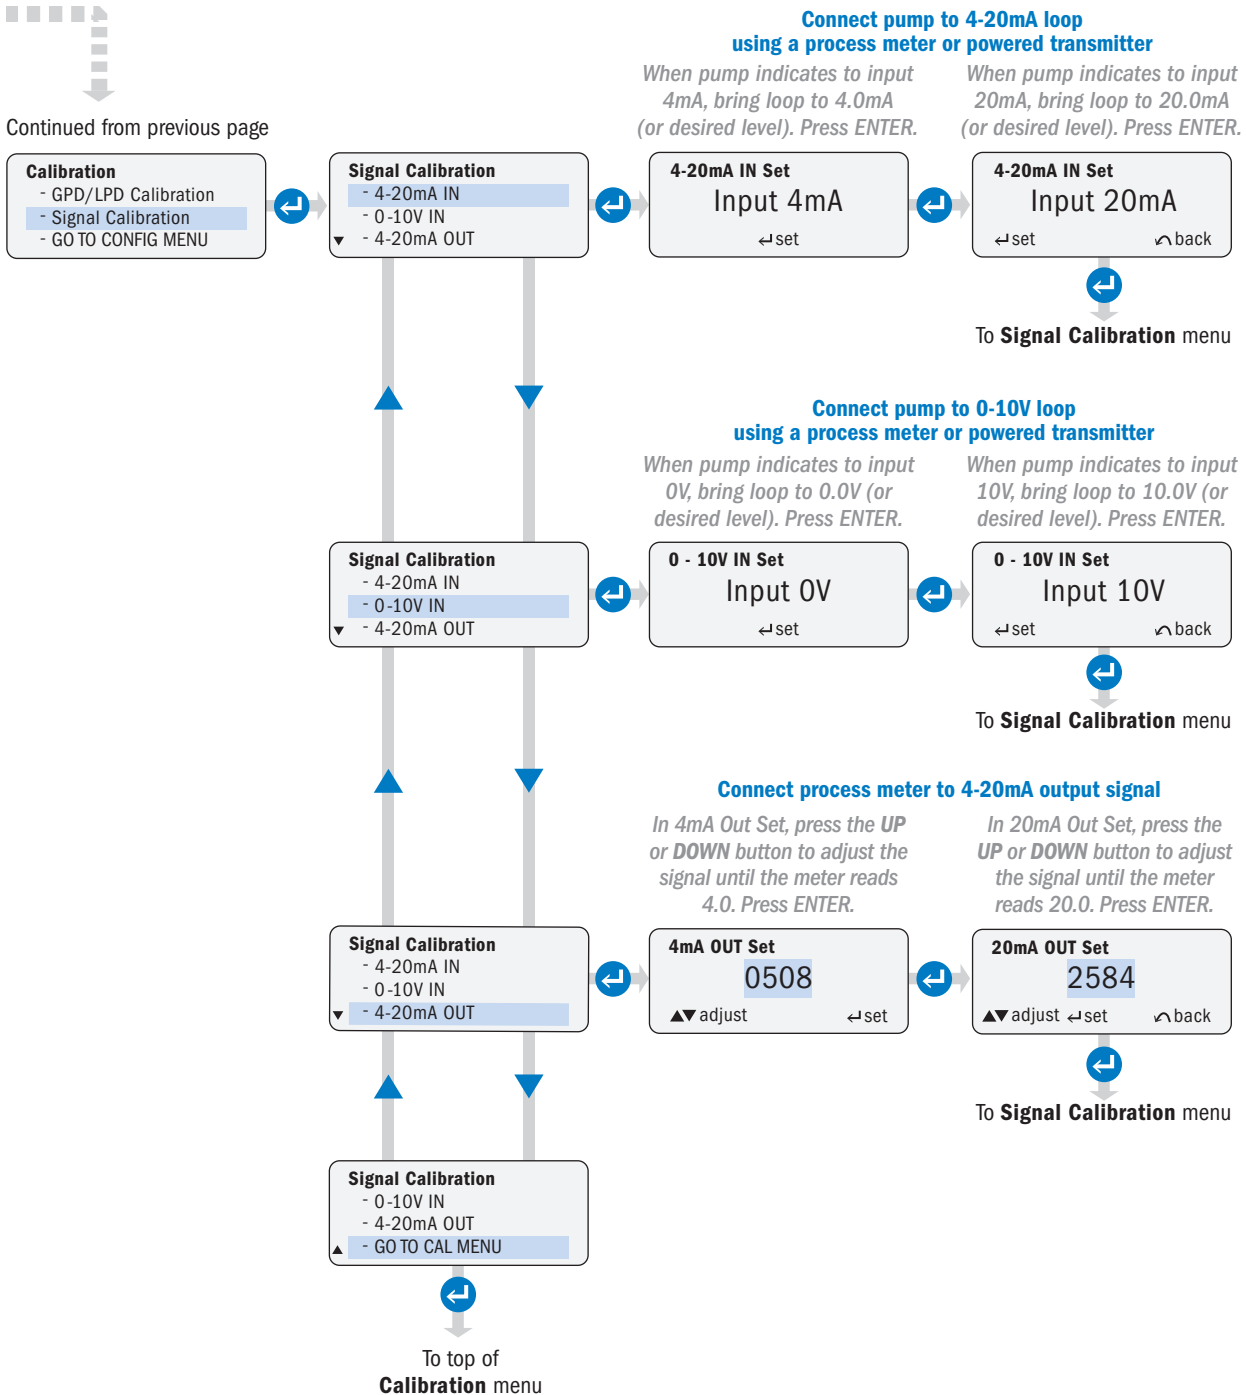 Connect pump to 4-20mA loop
using a process meter or powered transmitter
When pump indicates to input
4mA, bring loop to 4.0mA
(or desired level). Press ENTER.
When pump indicates to input
20mA, bring loop to 20.0mA
(or desired level). Press ENTER.
Continued from previous page
Calibration
- GPD/LPD Calibration
- Signal Calibration
- GO TO CONFIG MENU
Signal Calibration
- 4-20mA IN
- 0-10V IN
- 4-20mA OUT
4-20mA IN Set
Input 4mA
set
4-20mA IN Set
Input 20mA
set back
To Signal Calibration menu
Connect pump to 0-10V loop
using a process meter or powered transmitter
When pump indicates to input
0V, bring loop to 0.0V (or
desired level). Press ENTER.
When pump indicates to input
10V, bring loop to 10.0V (or
desired level). Press ENTER.
Signal Calibration
- 4-20mA IN
- 0-10V IN
- 4-20mA OUT
0 - 10V IN Set
Input 0V
set
0 - 10V IN Set
Input 10V
set back
To Signal Calibration menu
Connect process meter to 4-20mA output signal
In 4mA Out Set, press the UP
or DOWN button to adjust the
signal until the meter reads
4.0. Press ENTER.
In 20mA Out Set, press the
UP or DOWN button to adjust
the signal until the meter
reads 20.0. Press ENTER.
Signal Calibration
- 4-20mA IN
- 0-10V IN
- 4-20mA OUT
4mA OUT Set
0508
adjust set
20mA OUT Set
2584
adjust set back
To Signal Calibration menu
Signal Calibration
- 0-10V IN
- 4-20mA OUT
- GO TO CAL MENU
To top of
Calibration menu